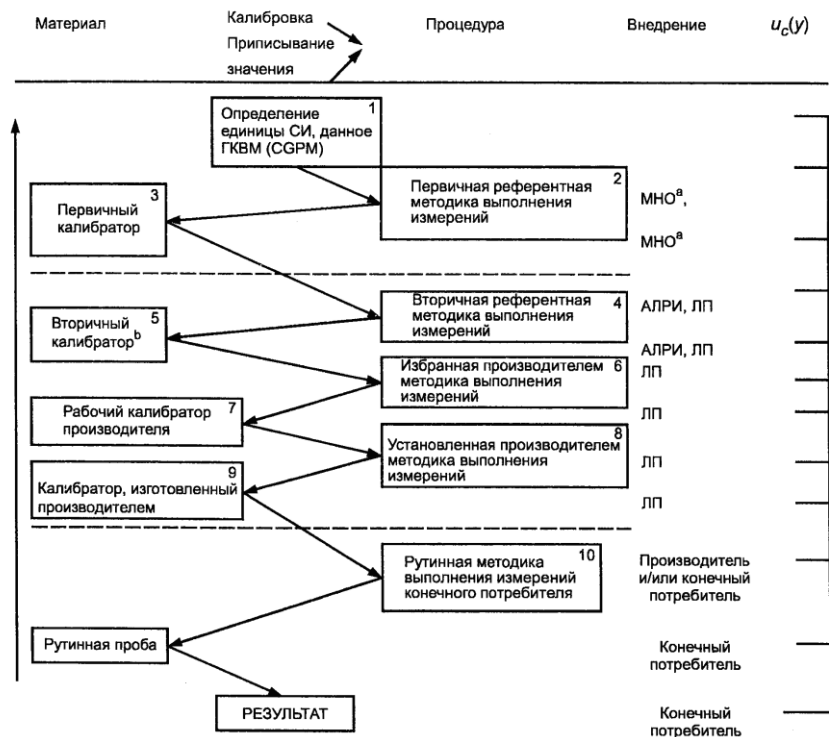 Материал
Калибровка
Приписывание
значения
Процедура
Внедрение
u_c(y)
1
Определение
единицы СИ, данное
ГКВМ (CGPM)
2
Первичная референтная
методика выполнения
измерений
МНОᵃ,
3
Первичный
калибратор
МНОᵃ
4
Вторичная референтная
методика выполнения
измерений
АЛРИ, ЛП
5
Вторичный
калибраторᵇ
АЛРИ, ЛП
6
Избранная производителем
методика выполнения
измерений
ЛП
7
Рабочий калибратор
производителя
ЛП
8
Установленная производителем
методика выполнения
измерений
ЛП
9
Калибратор, изготовленный
производителем
ЛП
10
Рутинная методика
выполнения измерений
конечного потребителя
Производитель
и/или конечный
потребитель
Рутинная проба
Конечный
потребитель
РЕЗУЛЬТАТ
Конечный
потребитель